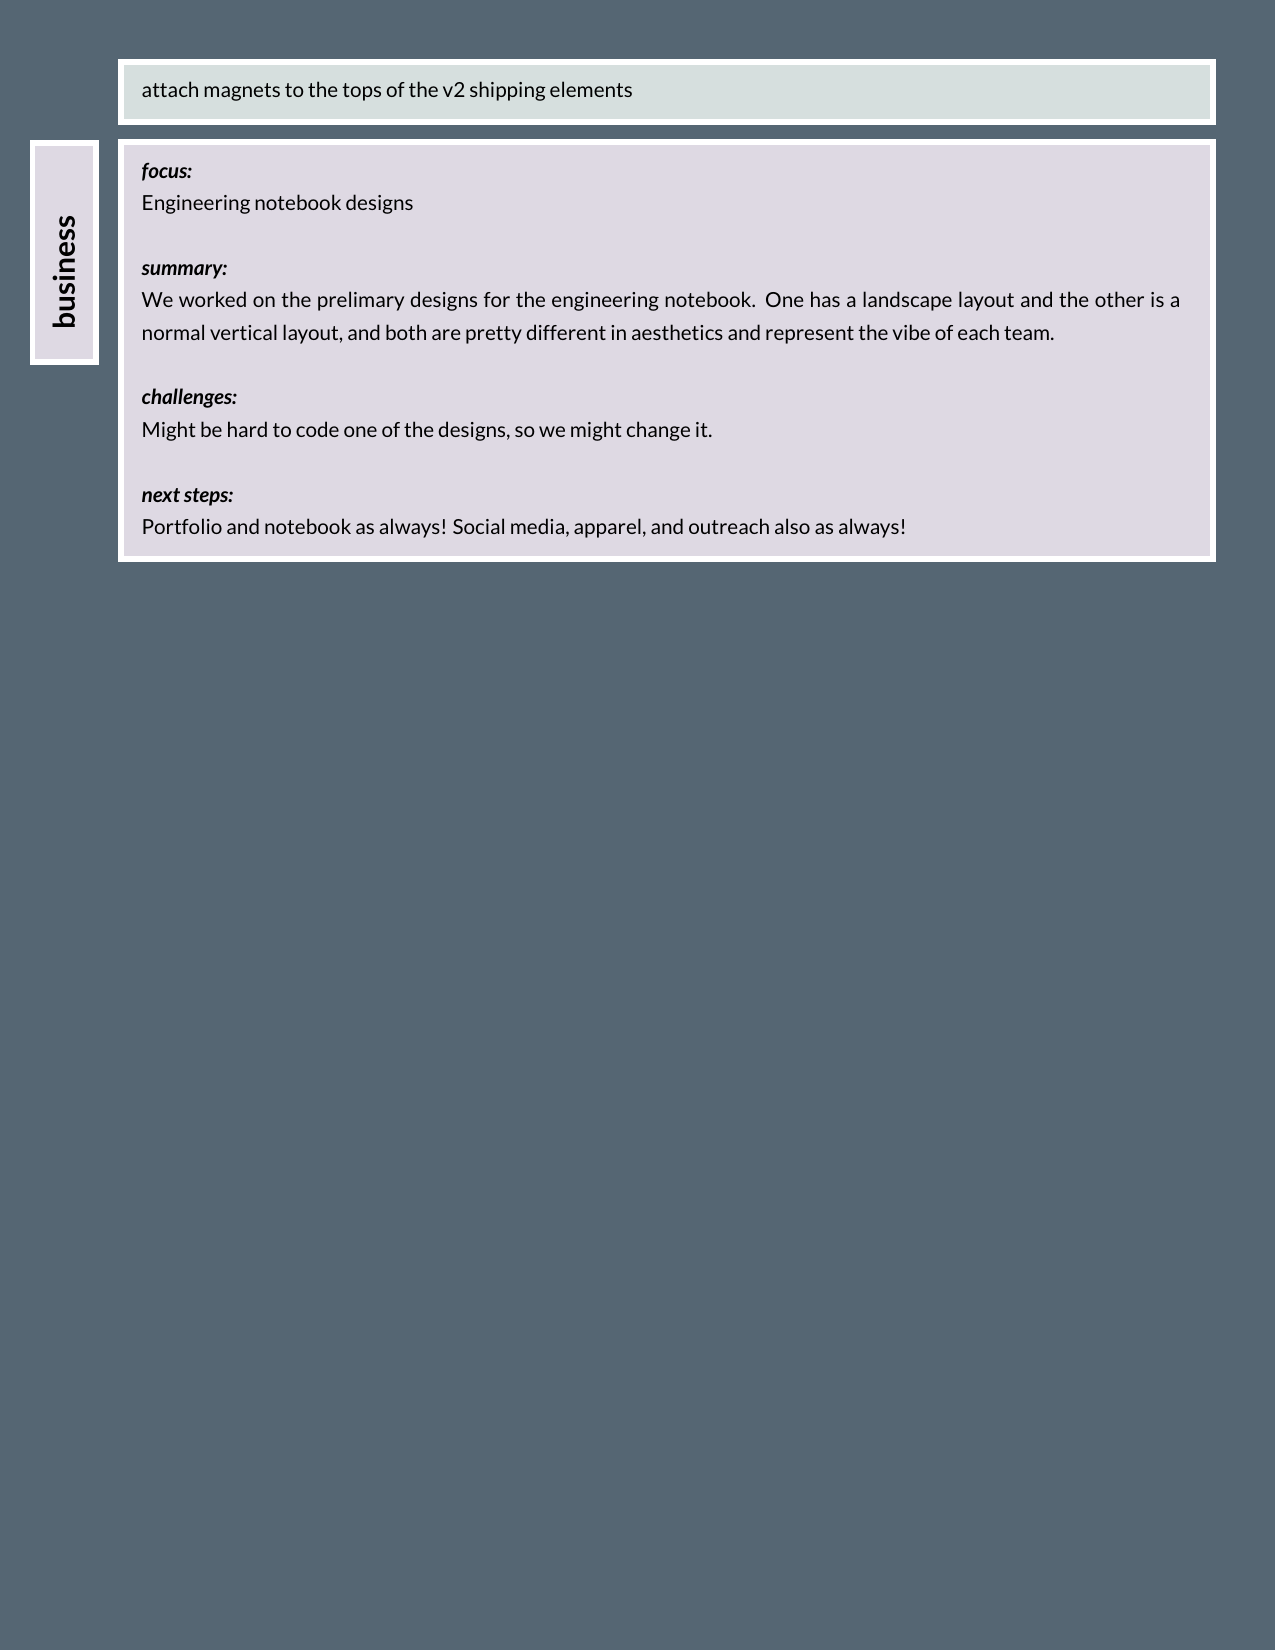 attach magnets to the tops of the v2 shipping elements
business
focus:
Engineering notebook designs
summary:
We worked on the prelimary designs for the engineering notebook. One has a landscape layout and the other is a
normal vertical layout, and both are pretty different in aesthetics and represent the vibe of each team.
challenges:
Might be hard to code one of the designs, so we might change it.
next steps:
Portfolio and notebook as always! Social media, apparel, and outreach also as always!